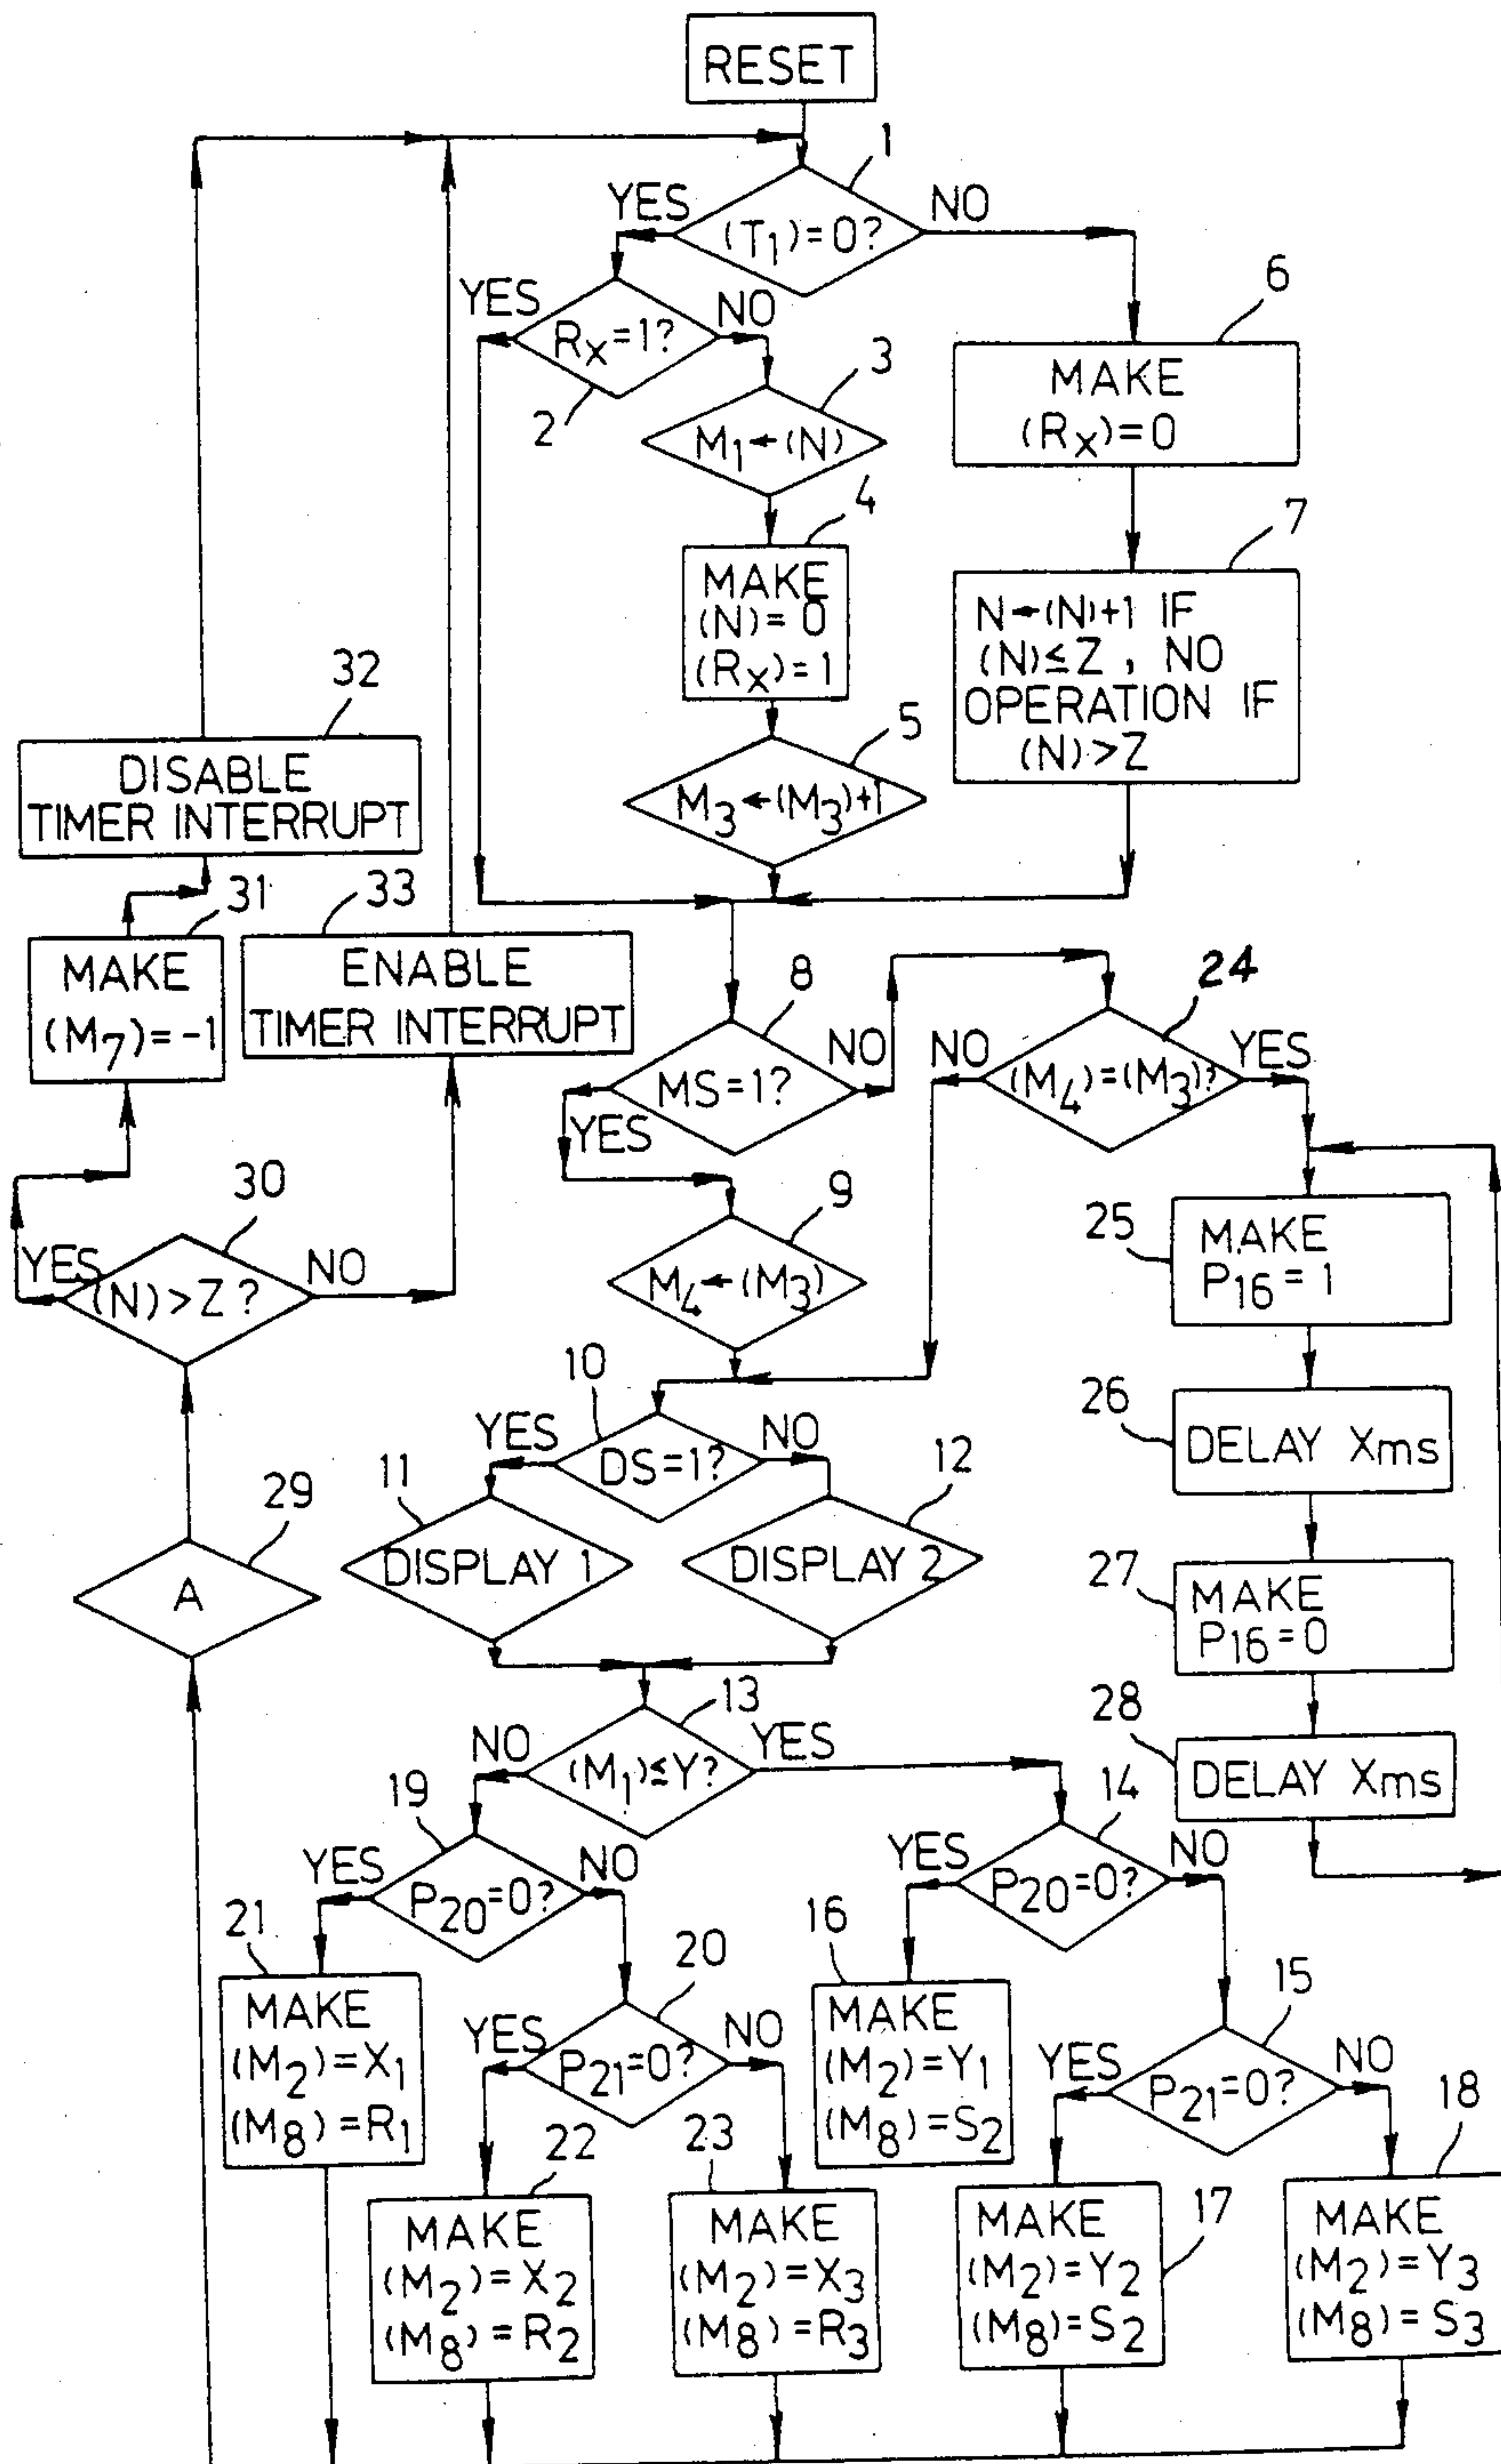 RESET
1
YES
NO
(T1)=0?
6
YES
NO
RX=1?
2
3
M1←(N)
MAKE
(RX)=0
4
MAKE
(N)=0
(RX)=1
7
N←(N)+1 IF
(N)≤Z, NO
OPERATION IF
(N)>Z
5
M3←(M3)+1
32
DISABLE
TIMER INTERRUPT
31
MAKE
(M7)=-1
33
ENABLE
TIMER INTERRUPT
8
MS=1?
NO
YES
24
NO
(M4)=(M3)?
YES
30
YES
(N)>Z?
NO
9
M4←(M3)
25
MAKE
P16=1
10
YES
DS=1?
NO
26
DELAY Xms
11
DISPLAY 1
12
DISPLAY 2
29
A
27
MAKE
P16=0
13
NO
(M1)≤Y?
YES
28
DELAY Xms
19
YES
P20=0?
NO
14
YES
P20=0?
NO
21
MAKE
(M2)=X1
(M8)=R1
20
YES
P21=0?
NO
16
MAKE
(M2)=Y1
(M8)=S2
15
YES
P21=0?
NO
22
MAKE
(M2)=X2
(M8)=R2
23
MAKE
(M2)=X3
(M8)=R3
17
MAKE
(M2)=Y2
(M8)=S2
18
MAKE
(M2)=Y3
(M8)=S3